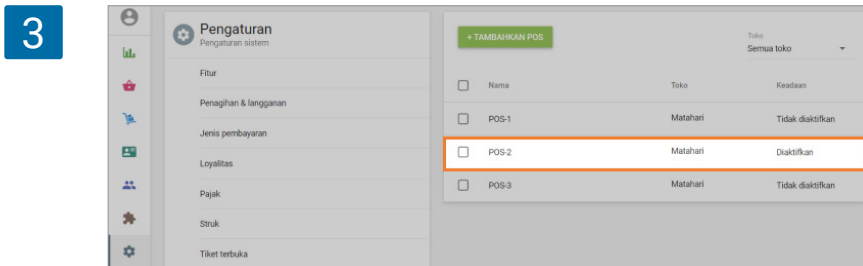 3
Pengaturan
Pengaturan sistem
Fitur
Penagihan & langganan
Jenis pembayaran
Loyalitas
Pajak
Struk
Tiket terbuka
+ TAMBAHKAN POS
Toko
Semua toko
Nama Toko Keadaan
POS-1 Matahari Tidak diaktifkan
POS-2 Matahari Diaktifkan
POS-3 Matahari Tidak diaktifkan